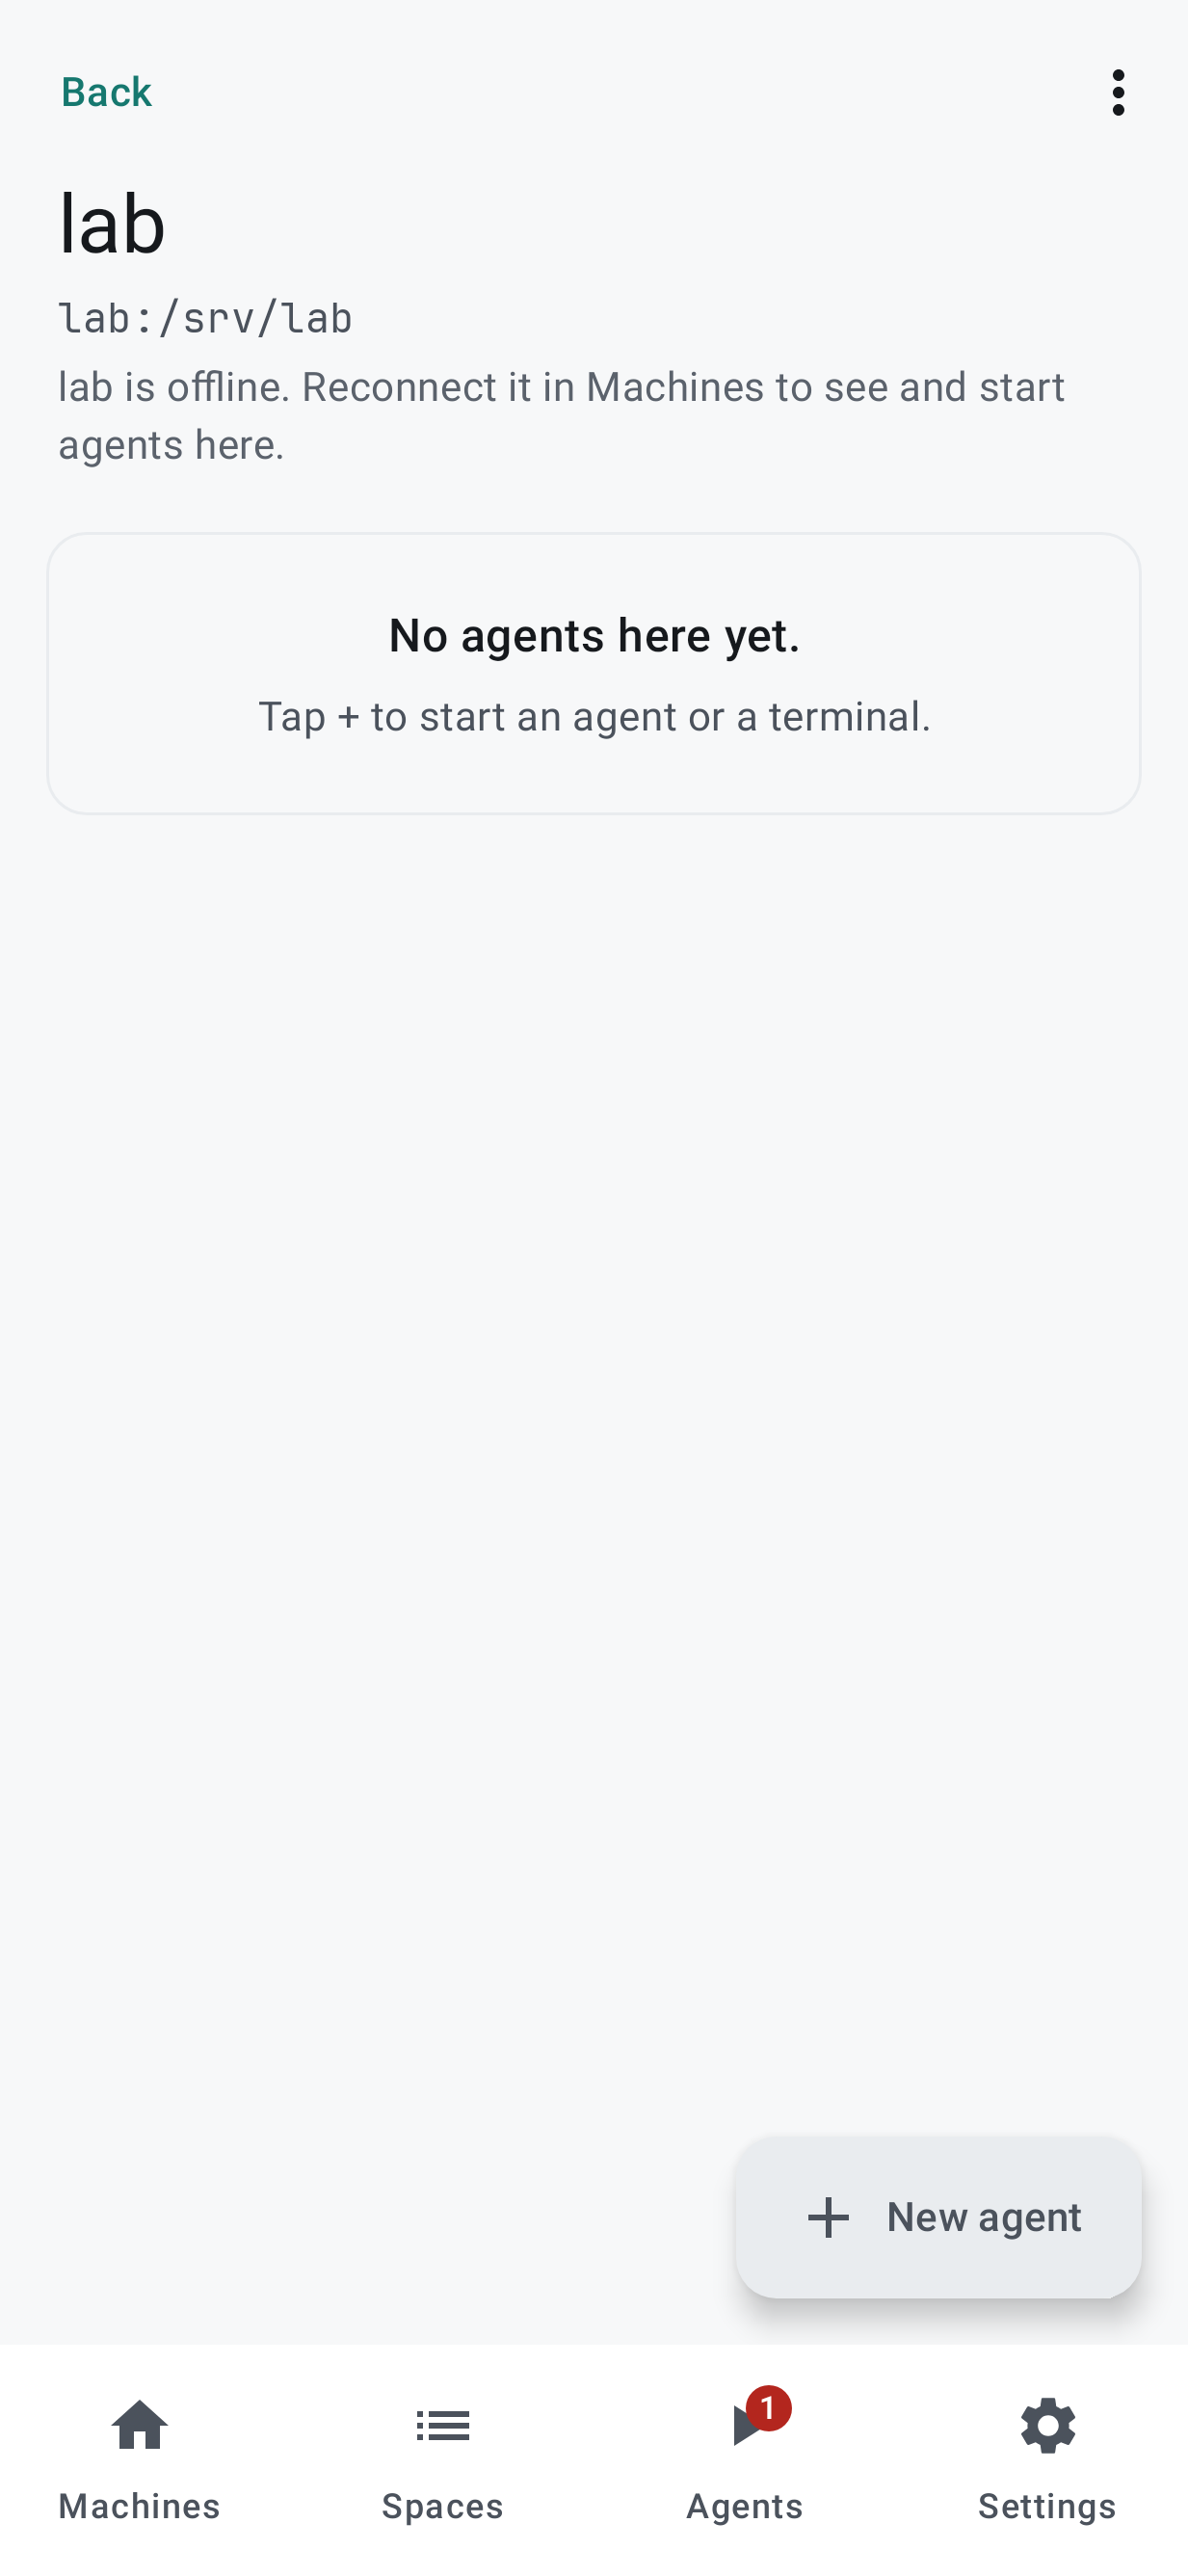 Back
lab
lab:/srv/lab
lab is offline. Reconnect it in Machines to see and start
agents here.
No agents here yet.
Tap + to start an agent or a terminal.
New agent
1
Machines
Spaces
Agents
Settings